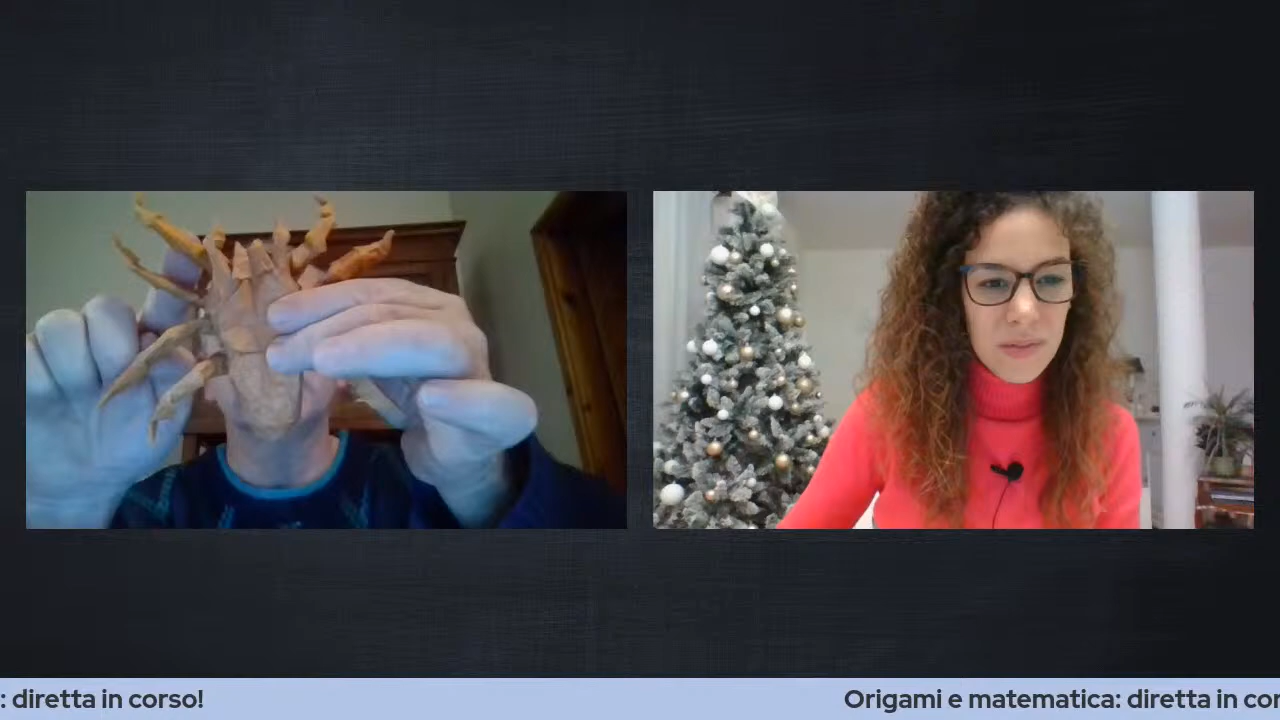 : diretta in corso!
Origami e matematica: diretta in cor